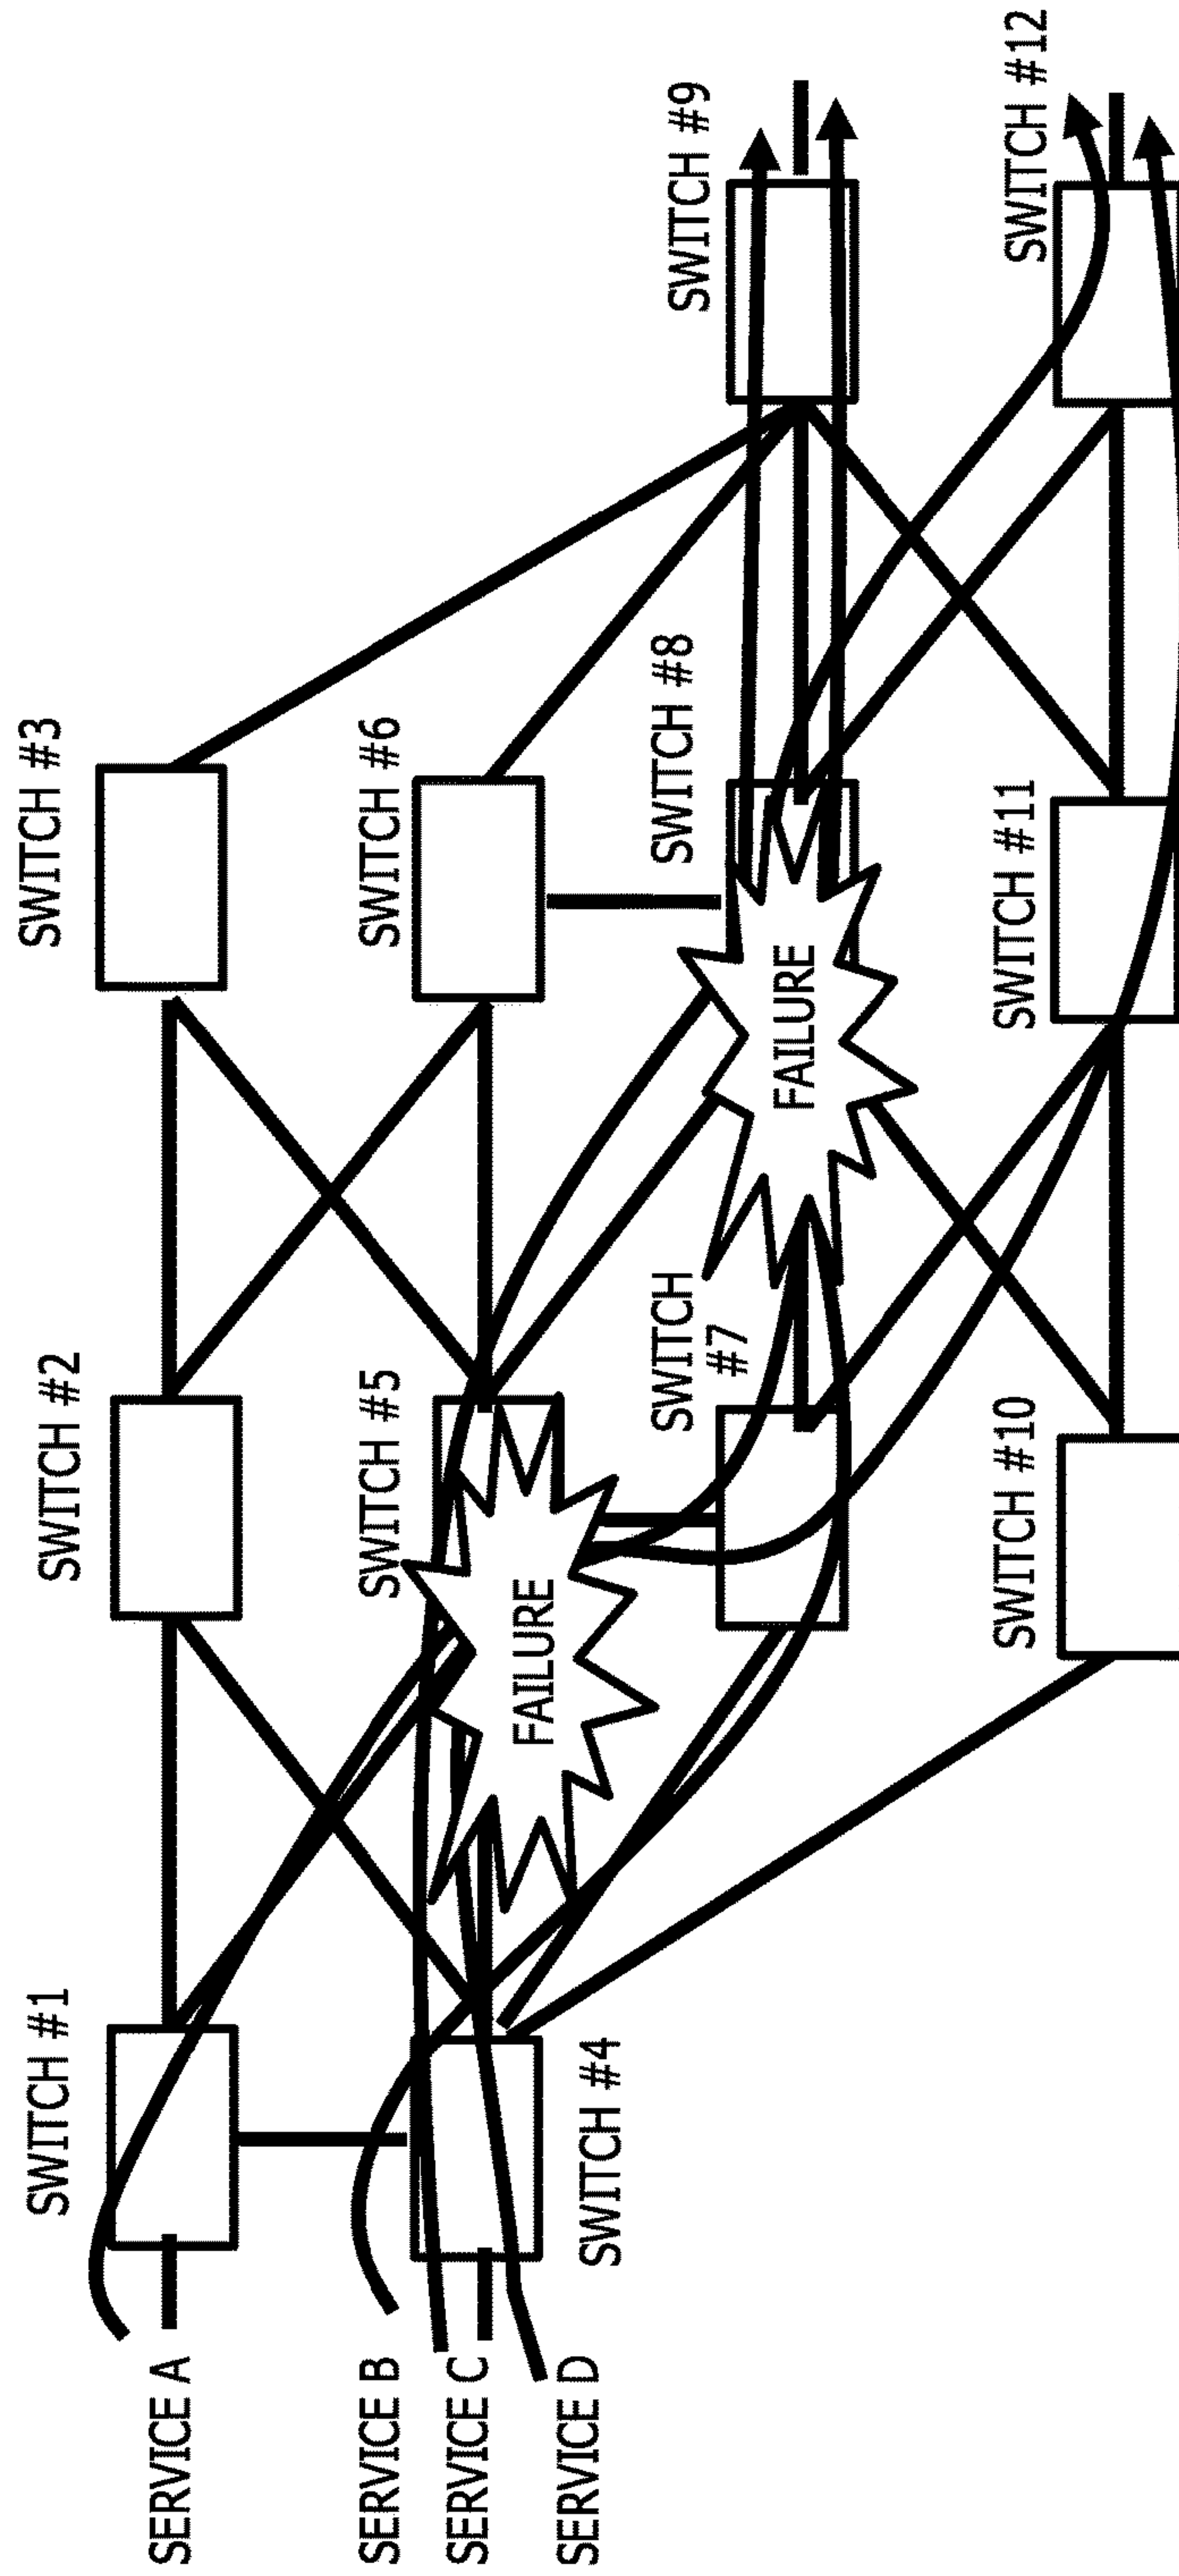 SWITCH #1
SWITCH #2
SWITCH #3
SERVICE A
SWITCH #5
SWITCH #6
SERVICE B
SERVICE C
FAILURE
SERVICE D
SWITCH #4
SWITCH
#7
SWITCH #8
SWITCH #9
FAILURE
SWITCH #10
SWITCH #11
SWITCH #12